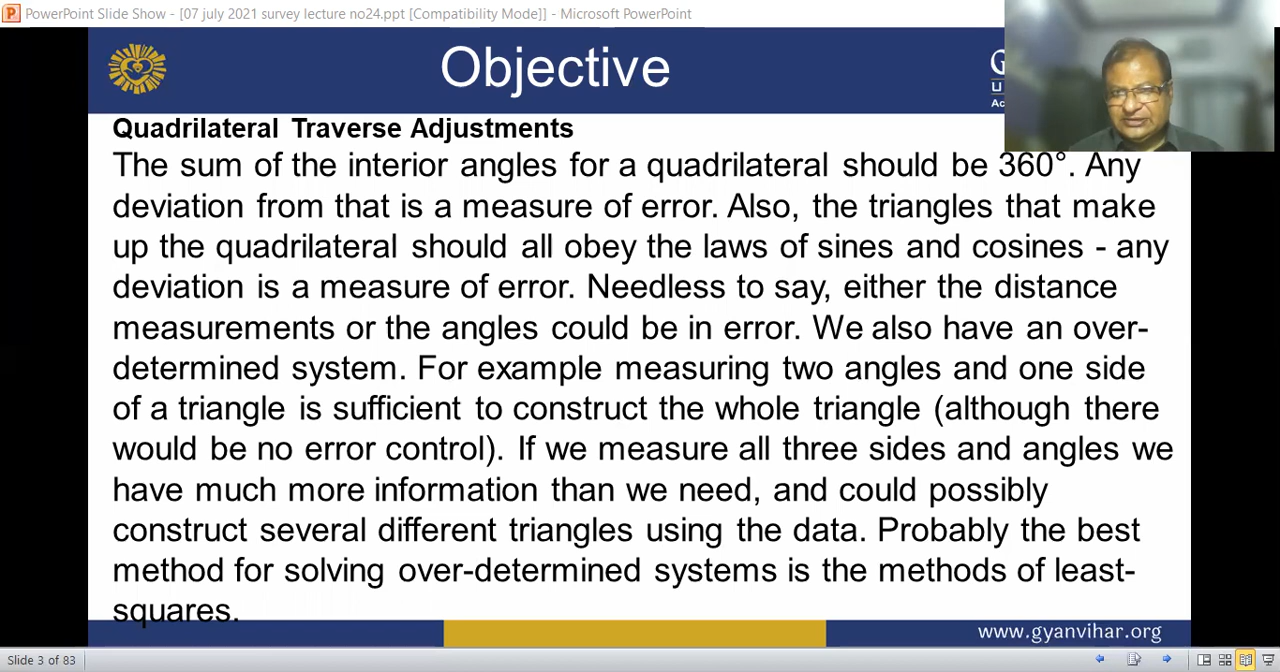 PowerPoint Slide Show - [07 july 2021 survey lecture no24.ppt [Compatibility Mode]] - Microsoft PowerPoint
Objective
G
U
Ac
Quadrilateral Traverse Adjustments
The sum of the interior angles for a quadrilateral should be 360°. Any
deviation from that is a measure of error. Also, the triangles that make
up the quadrilateral should all obey the laws of sines and cosines - any
deviation is a measure of error. Needless to say, either the distance
measurements or the angles could be in error. We also have an over-
determined system. For example measuring two angles and one side
of a triangle is sufficient to construct the whole triangle (although there
would be no error control). If we measure all three sides and angles we
have much more information than we need, and could possibly
construct several different triangles using the data. Probably the best
method for solving over-determined systems is the methods of least-
squares.
www.gyanvihar.org
Slide 3 of 83